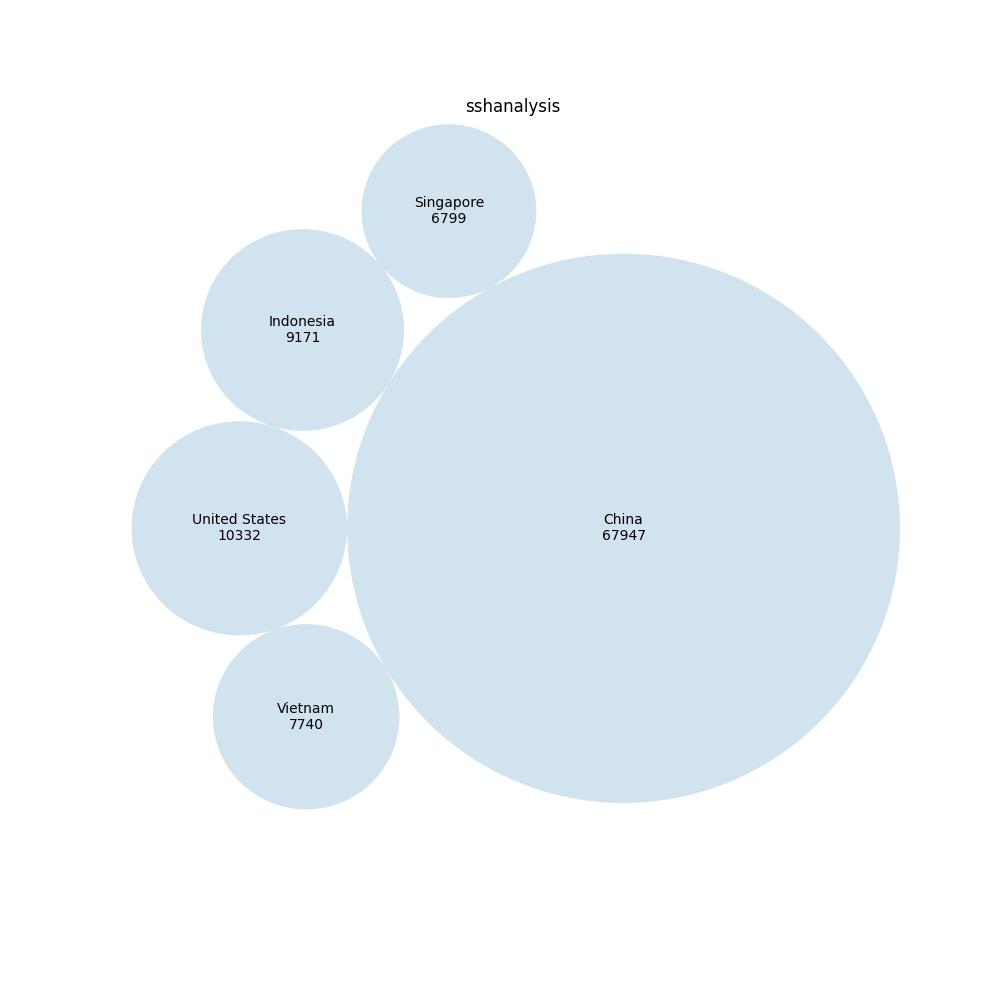 sshanalysis
Singapore
6799
Indonesia
9171
United States
10332
China
67947
Vietnam
7740